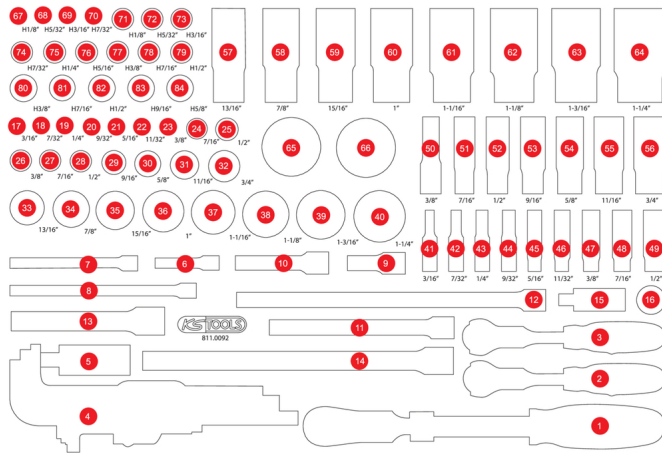 67 68 69 70 71 72 73
H1/8" H5/32" H3/16" H7/32" H1/8" H5/32" H3/16"
74 75 76 77 78 79
H7/32" H1/4" H5/16" H3/8" H7/16" H1/2"
80 81 82 83 84
H3/8" H7/16" H1/2" H9/16" H5/8"
57 58 59 60 61 62 63 64
13/16" 7/8" 15/16" 1" 1-1/16" 1-1/8" 1-3/16" 1-1/4"
17 18 19 20 21 22 23 24 25
3/16" 7/32" 1/4" 9/32" 5/16" 11/32" 3/8" 7/16" 1/2"
26 27 28 29 30 31 32
3/8" 7/16" 1/2" 9/16" 5/8" 11/16" 3/4"
65 66
50 51 52 53 54 55 56
3/8" 7/16" 1/2" 9/16" 5/8" 11/16" 3/4"
33 34 35 36 37 38 39 40
13/16" 7/8" 15/16" 1" 1-1/16" 1-1/8" 1-3/16" 1-1/4"
41 42 43 44 45 46 47 48 49
3/16" 7/32" 1/4" 9/32" 5/16" 11/32" 3/8" 7/16" 1/2"
7 6 10 9
8 12 15 16
13 KSTOOLS 11 3
811.0092
5 14 2
4 1